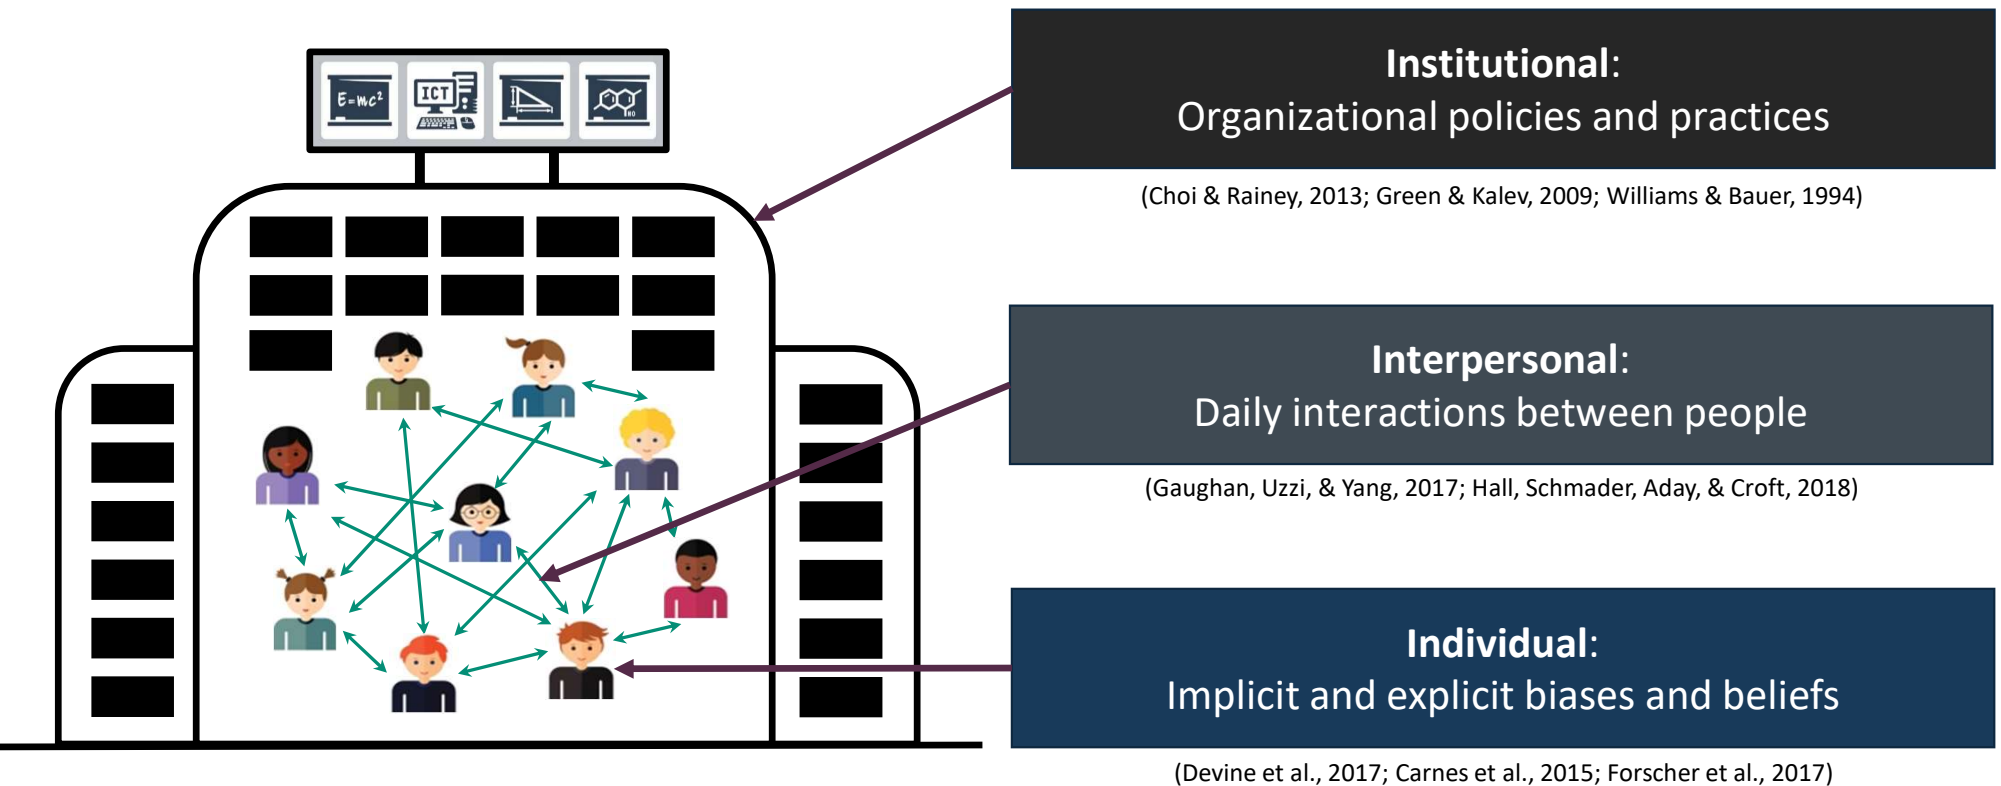 E=mc²
ICT
HO
Institutional:
Organizational policies and practices
(Choi & Rainey, 2013; Green & Kalev, 2009; Williams & Bauer, 1994)
Interpersonal:
Daily interactions between people
(Gaughan, Uzzi, & Yang, 2017; Hall, Schmader, Aday, & Croft, 2018)
Individual:
Implicit and explicit biases and beliefs
(Devine et al., 2017; Carnes et al., 2015; Forscher et al., 2017)